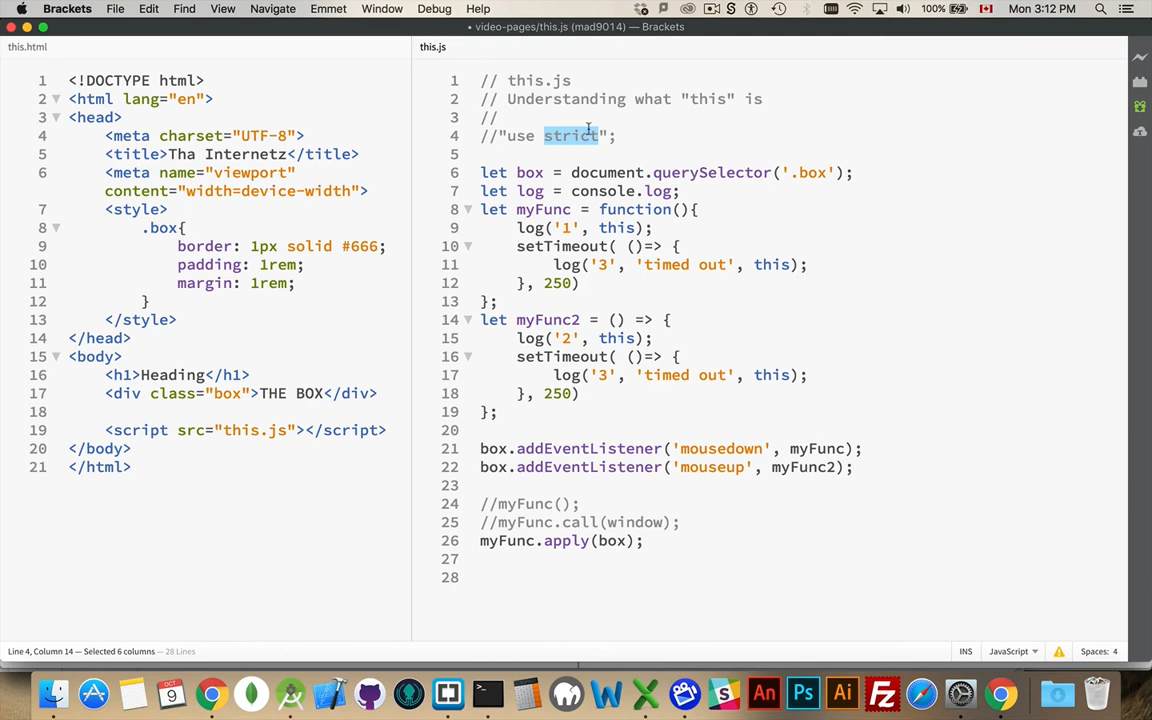 Brackets File Edit Find View Navigate Emmet Window Debug Help 100% Mon 3:12 PM
• video-pages/this.js (mad9014) — Brackets
this.html
1 <!DOCTYPE html>
2 <html lang="en">
3 <head>
4 <meta charset="UTF-8">
5 <title>Tha Internetz</title>
6 <meta name="viewport"
content="width=device-width">
7 <style>
8 .box{
9 border: 1px solid #666;
10 padding: 1rem;
11 margin: 1rem;
12 }
13 </style>
14 </head>
15 <body>
16 <h1>Heading</h1>
17 <div class="box">THE BOX</div>
18
19 <script src="this.js"></script>
20 </body>
21 </html>
this.js
1 // this.js
2 // Understanding what "this" is
3 //
4 //"use strict";
5
6 let box = document.querySelector('.box');
7 let log = console.log;
8 let myFunc = function(){
9 log('1', this);
10 setTimeout( ()=> {
11 log('3', 'timed out', this);
12 }, 250)
13 };
14 let myFunc2 = () => {
15 log('2', this);
16 setTimeout( ()=> {
17 log('3', 'timed out', this);
18 }, 250)
19 };
20
21 box.addEventListener('mousedown', myFunc);
22 box.addEventListener('mouseup', myFunc2);
23
24 //myFunc();
25 //myFunc.call(window);
26 myFunc.apply(box);
27
28
Line 4, Column 14 — Selected 6 columns — 28 Lines
INS JavaScript Spaces: 4
OCT
9
An Ps Ai Fz